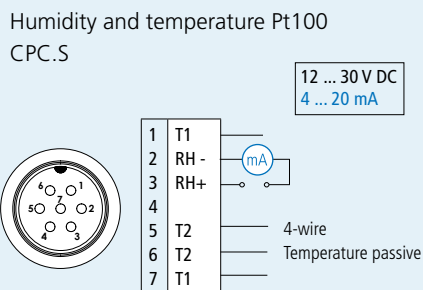 Humidity and temperature Pt100
CPC.S
12 ... 30 V DC
4 ... 20 mA
1 T1
2 RH -
mA
3 RH+
4
5 T2
4-wire
6 T2
Temperature passive
7 T1
6 1
7
5 2
4 3